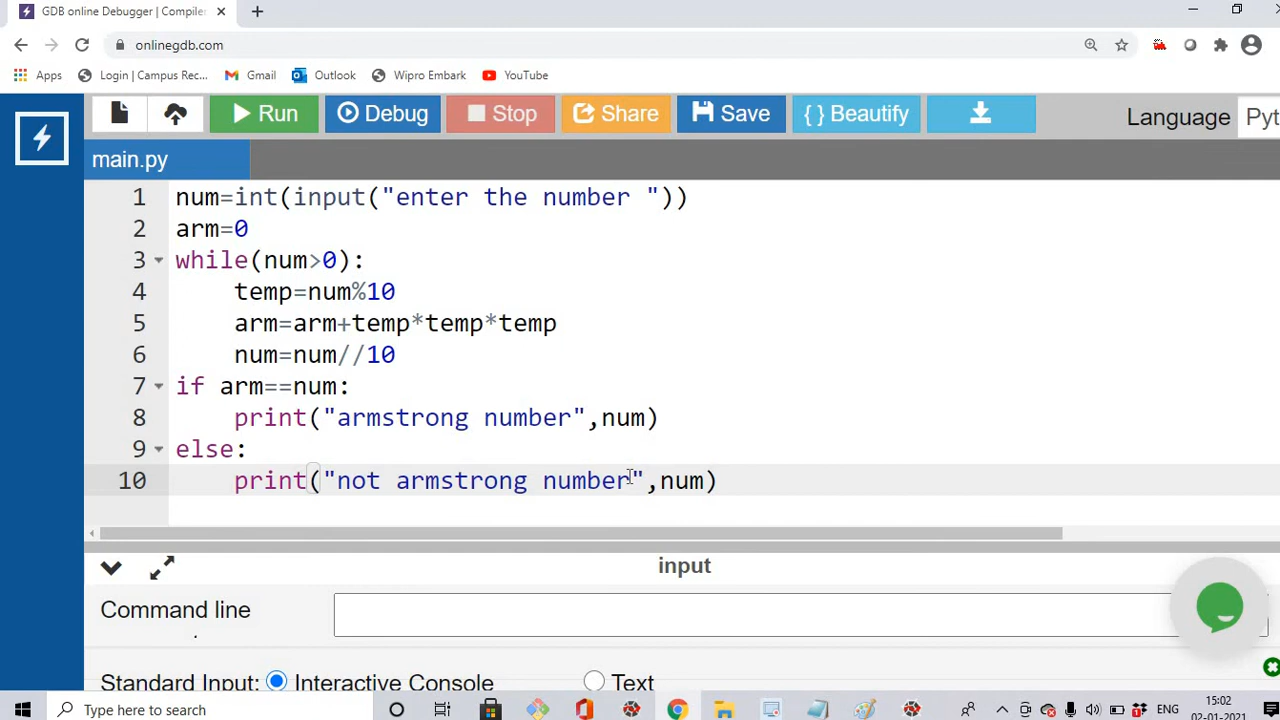 GDB online Debugger | Compiler
onlinegdb.com
Apps Login | Campus Rec... Gmail Outlook Wipro Embark YouTube
Run Debug Stop Share Save { } Beautify Language Pyt
main.py
1 num=int(input("enter the number "))
2 arm=0
3 while(num>0):
4 temp=num%10
5 arm=arm+temp*temp*temp
6 num=num//10
7 if arm==num:
8 print("armstrong number",num)
9 else:
10 print("not armstrong number",num)
input
Command line
Standard Input: Interactive Console Text
Type here to search
ENG
15:02
02-01-2021